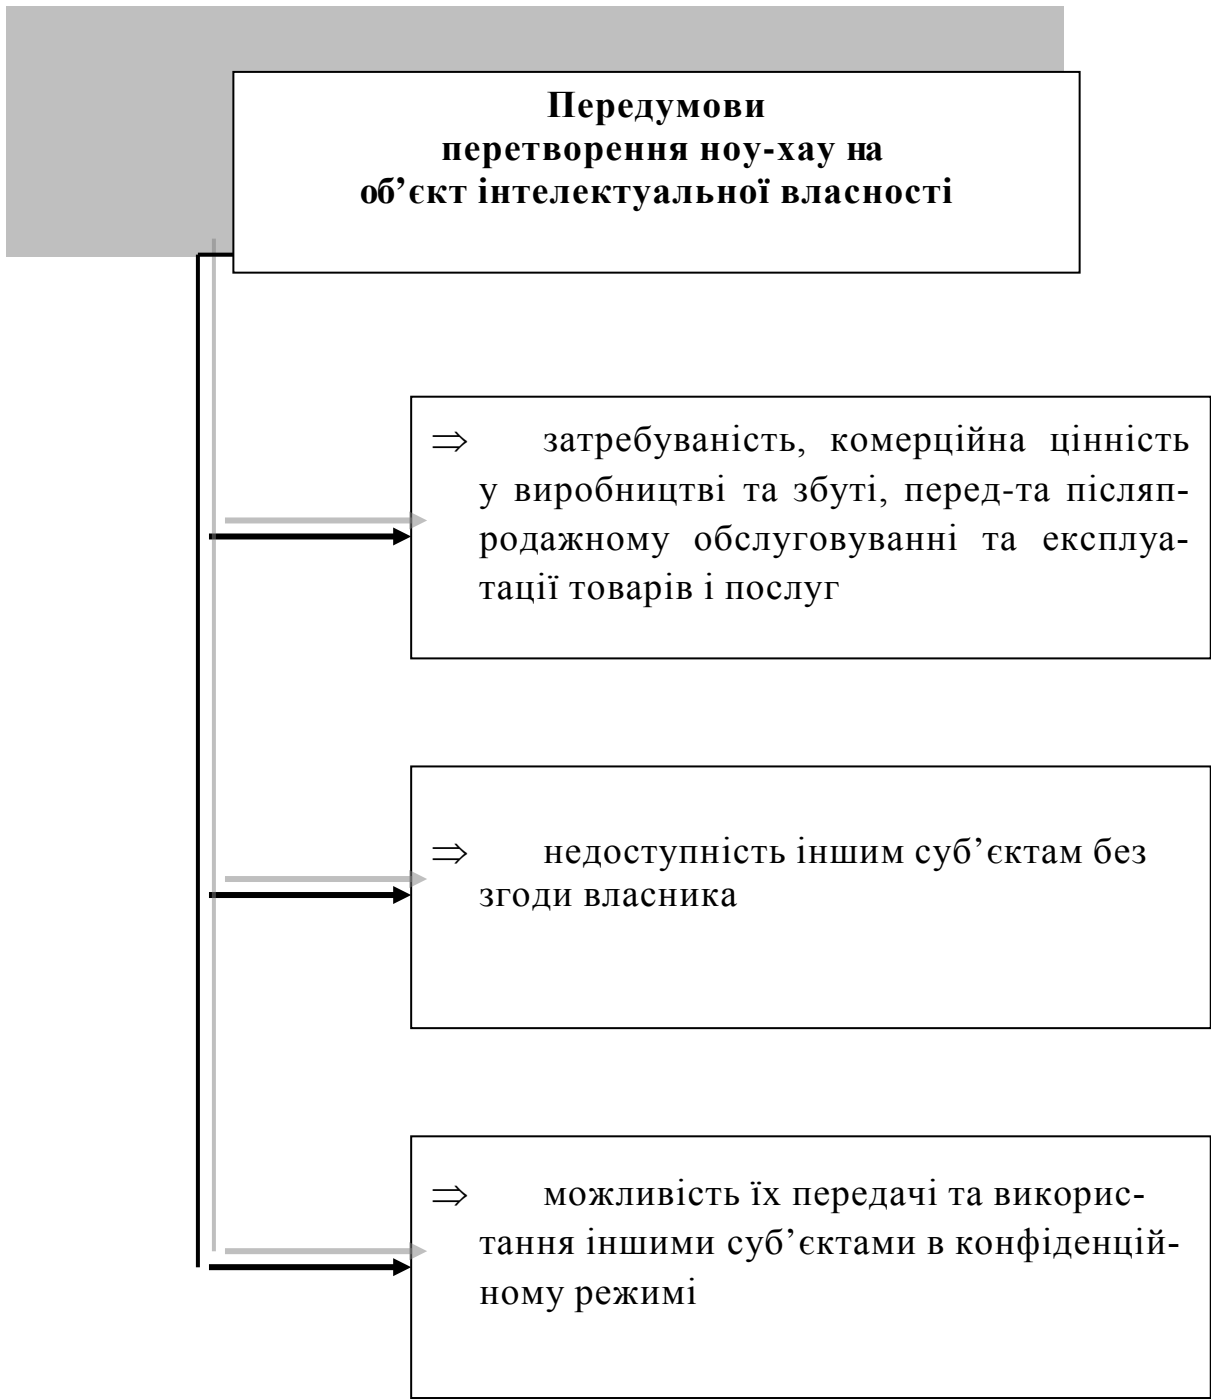 Передумови
перетворення ноу-хау на
об’єкт інтелектуальної власності
⇒ затребуваність, комерційна цінність
у виробництві та збуті, перед-та післяп-
родажному обслуговуванні та експлуа-
тації товарів і послуг
⇒ недоступність іншим суб’єктам без
згоди власника
⇒ можливість їх передачі та викорис-
тання іншими суб’єктами в конфіденцій-
ному режимі